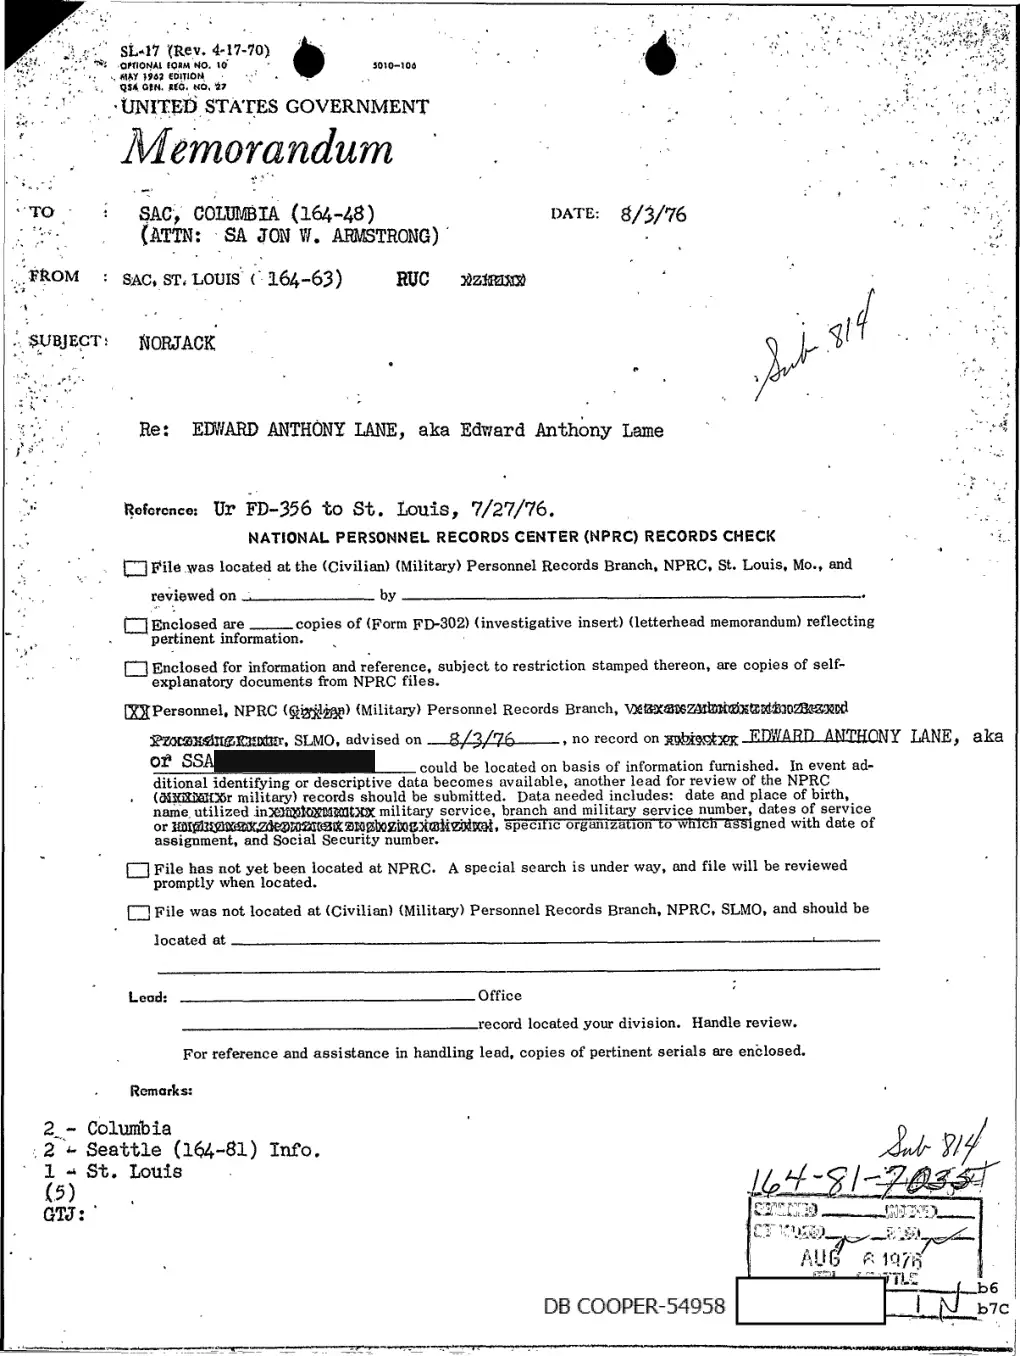 SL-17 (Rev. 4-17-70)
OPTIONAL FORM NO. 10
5010-106
MAY 1962 EDITION
GSA GEN. REG. NO. 27
UNITED STATES GOVERNMENT
Memorandum
TO : SAC, COLUMBIA (164-48)
DATE: 8/3/76
(ATTN: SA JON W. ARMSTRONG)
FROM : SAC, ST. LOUIS (164-63) RUC
SUBJECT: NORJACK
Sub 814
Re: EDWARD ANTHONY LANE, aka Edward Anthony Lame
Reference: Ur FD-356 to St. Louis, 7/27/76.
NATIONAL PERSONNEL RECORDS CENTER (NPRC) RECORDS CHECK
File was located at the (Civilian) (Military) Personnel Records Branch, NPRC, St. Louis, Mo., and
reviewed on ____ by ____.
Enclosed are ____ copies of (Form FD-302) (investigative insert) (letterhead memorandum) reflecting
pertinent information.
Enclosed for information and reference, subject to restriction stamped thereon, are copies of self-
explanatory documents from NPRC files.
XX Personnel, NPRC (Civilian) (Military) Personnel Records Branch,
SLMO, advised on 8/3/76, no record on EDWARD ANTHONY LANE, aka
or SSA
could be located on basis of information furnished. In event ad-
ditional identifying or descriptive data becomes available, another lead for review of the NPRC
or military) records should be submitted. Data needed includes: date and place of birth,
name utilized in military service, branch and military service number, dates of service
or specific organization to which assigned with date of
assignment, and Social Security number.
File has not yet been located at NPRC. A special search is under way, and file will be reviewed
promptly when located.
File was not located at (Civilian) (Military) Personnel Records Branch, NPRC, SLMO, and should be
located at
Lead: ____ Office
____ record located your division. Handle review.
For reference and assistance in handling lead, copies of pertinent serials are enclosed.
Remarks:
2 - Columbia
2 - Seattle (164-81) Info.
1 - St. Louis
(5)
GTJ:
Sub 814
164-81-7035
AUG 6 1976
DB COOPER-54958
b6
b7C